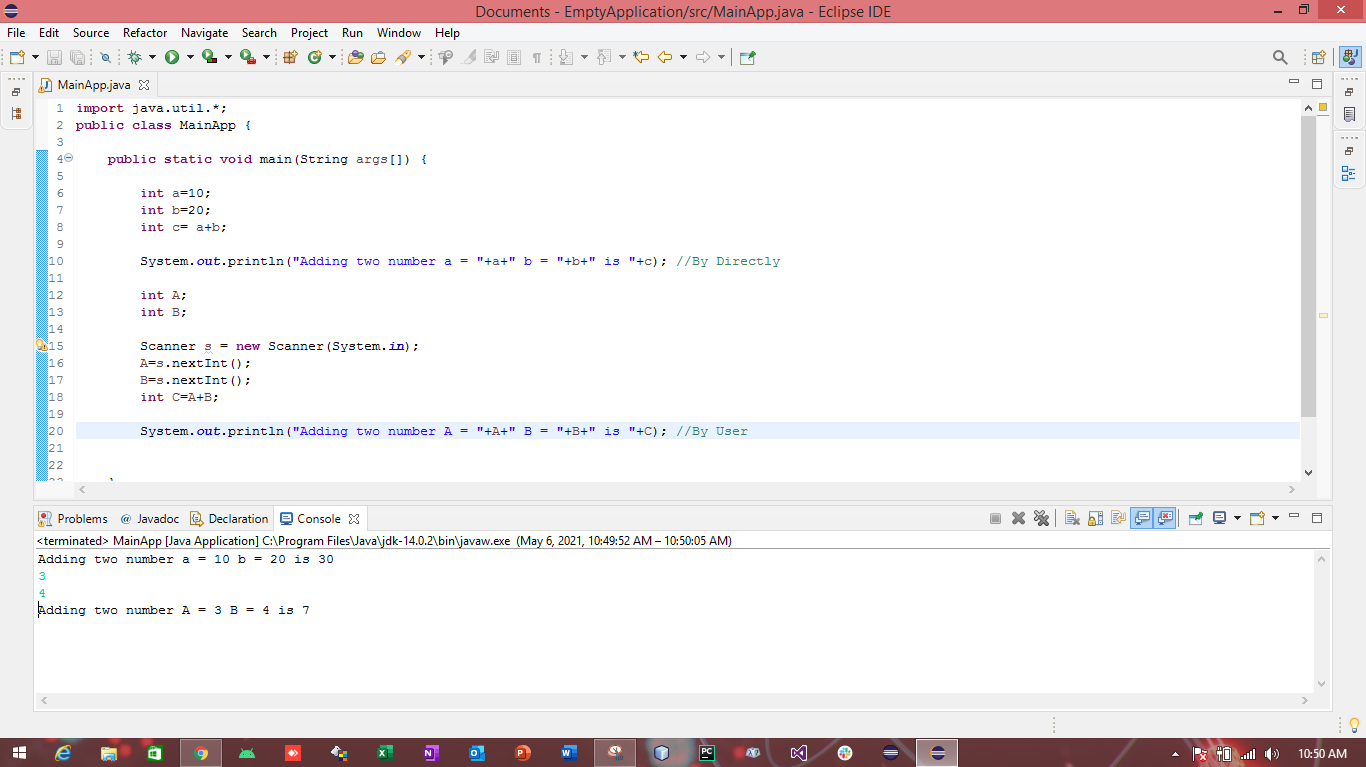 Documents - EmptyApplication/src/MainApp.java - Eclipse IDE
File Edit Source Refactor Navigate Search Project Run Window Help
MainApp.java
1 import java.util.*;
2 public class MainApp {
3
4 public static void main(String args[]) {
5
6 int a=10;
7 int b=20;
8 int c= a+b;
9
10 System.out.println("Adding two number a = "+a+" b = "+b+" is "+c); //By Directly
11
12 int A;
13 int B;
14
15 Scanner s = new Scanner(System.in);
16 A=s.nextInt();
17 B=s.nextInt();
18 int C=A+B;
19
20 System.out.println("Adding two number A = "+A+" B = "+B+" is "+C); //By User
21
22
Problems @ Javadoc Declaration Console
<terminated> MainApp [Java Application] C:\Program Files\Java\jdk-14.0.2\bin\javaw.exe (May 6, 2021, 10:49:52 AM – 10:50:05 AM)
Adding two number a = 10 b = 20 is 30
3
4
Adding two number A = 3 B = 4 is 7
10:50 AM